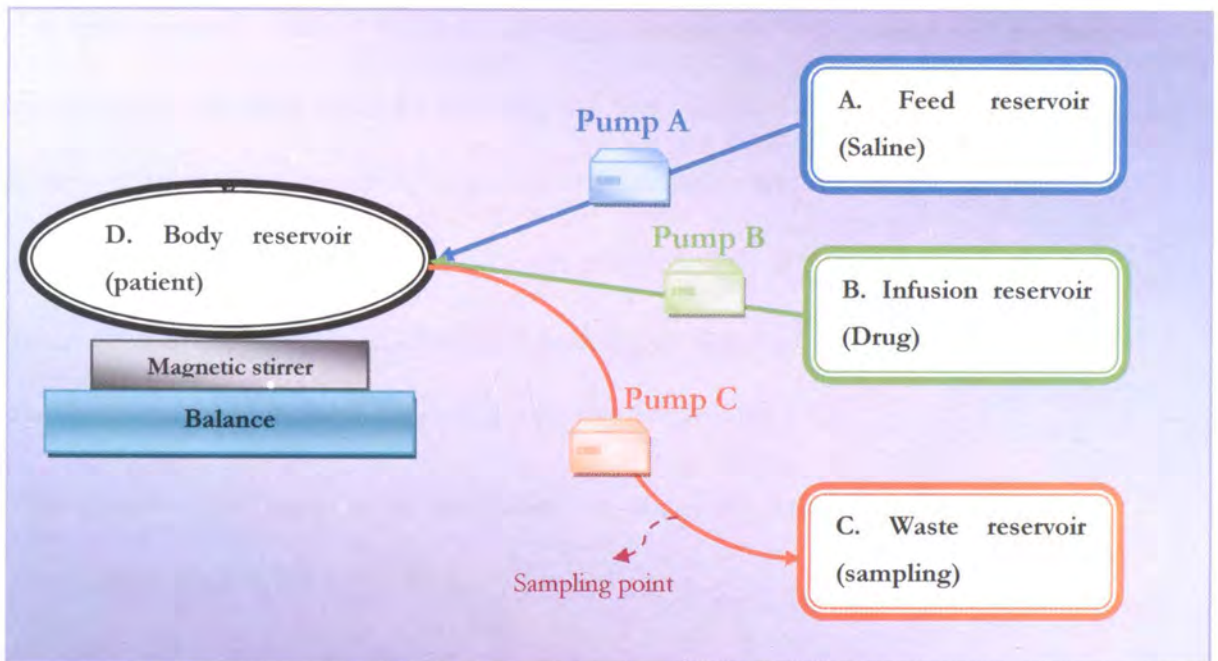 Pump A
A. Feed reservoir
(Saline)
D. Body reservoir
(patient)
Pump B
B. Infusion reservoir
(Drug)
Magnetic stirrer
Balance
Pump C
C. Waste reservoir
(sampling)
Sampling point